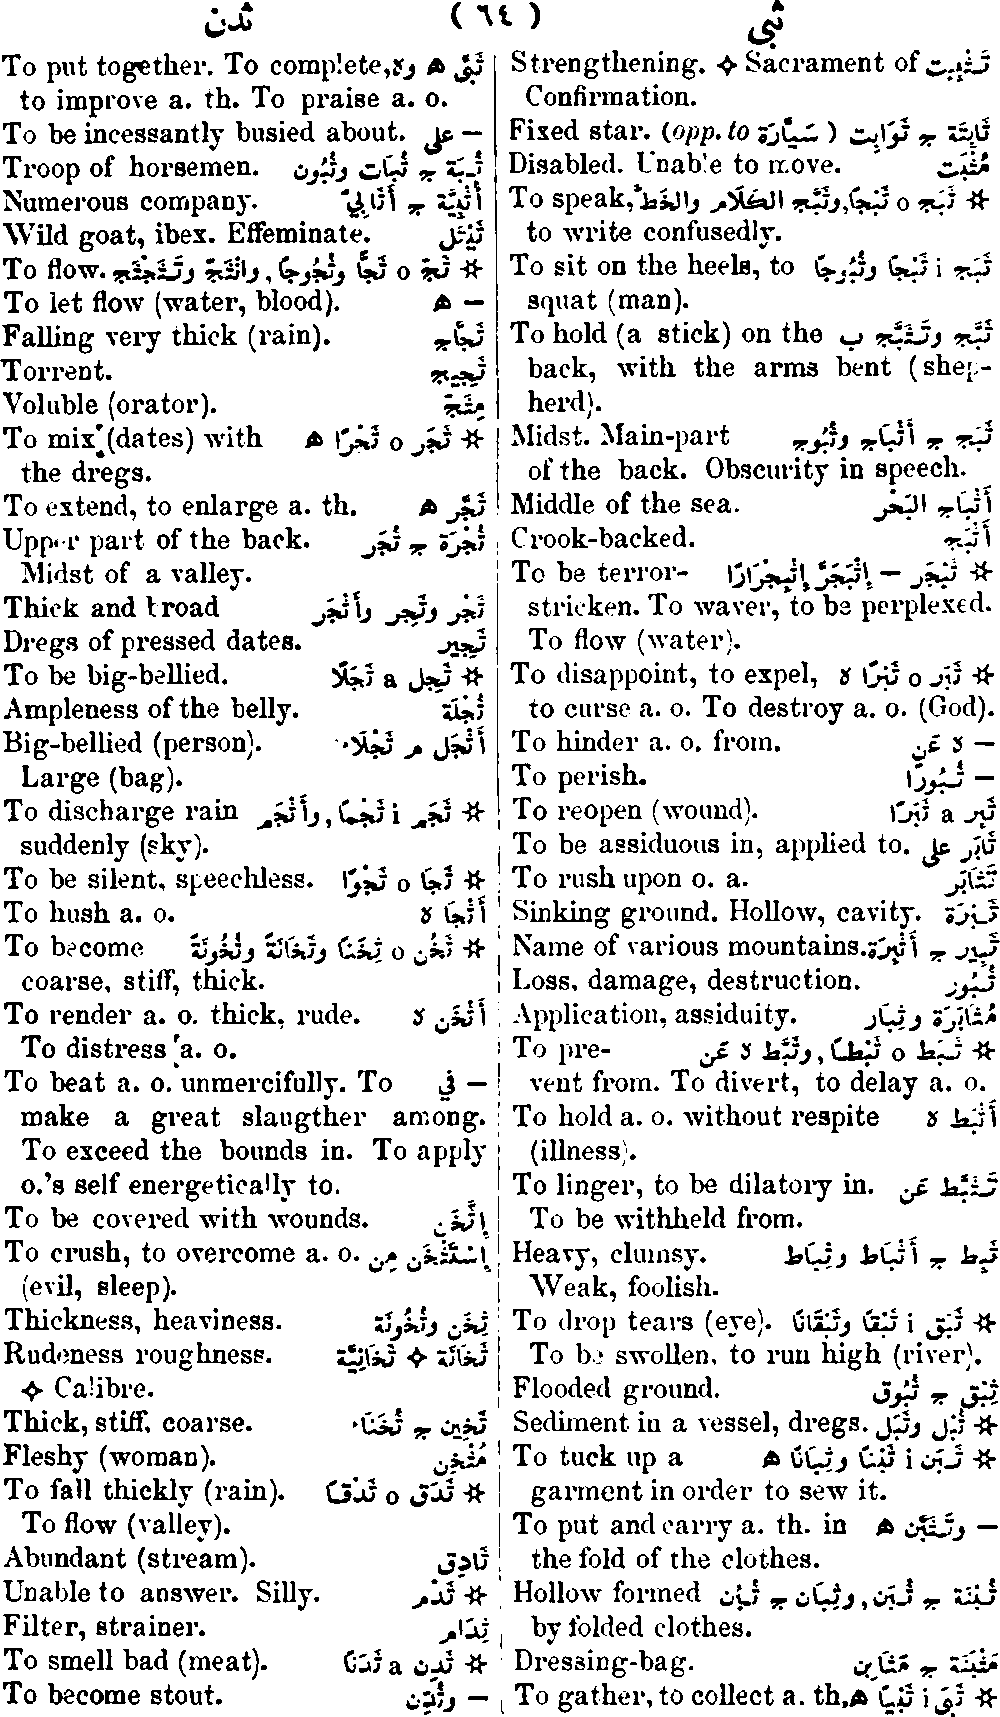 ثدن ( ٦٤ ) ثبي
Strengthening. ✧ Sacrament of تَثْبِيت
Confirmation.
Fixed star. (opp. to سَيَّارَة ) ثَابِتَة ج ثَوَابِت
Disabled. Unable to move. مُثْبَت
To speak, ✲ ثَبَج o ثَبْجًا, وثَبَّج الكَلَام والخَط
to write confusedly.
To sit on the heels, to ثَبَج i ثَبْجًا وثُبُوجًا
squat (man).
To hold (a stick) on the ثَبَّج وتَثَبَّج ب
back, with the arms bent (shep-
herd).
Midst. Main-part ثَبَج ج أَثْبَاج وثُبُوج
of the back. Obscurity in speech.
Middle of the sea. أَثْبَاج البَحْر
Crook-backed. أَثْبَج
To be terror- ✲ ثَبْجَر – إِثْبَجَرَّ إِثْبِجْرَارًا
stricken. To waver, to be perplexed.
To flow (water).
To disappoint, to expel, ✲ ثَبَر o ثَبْرًا ه
to curse a. o. To destroy a. o. (God).
To hinder a. o. from. – ه عَن
To perish. – ثُبُورًا
To reopen (wound). ثَبِر a ثَبَرًا
To be assiduous in, applied to. ثَابَر على
To rush upon o. a. تَثَابَر
Sinking ground. Hollow, cavity. ثَبْرَة
Name of various mountains. ثَبِير ج أَثْبِرَة
Loss, damage, destruction. ثُبُور
Application, assiduity. مُثَابَرَة وثِبَار
To pre- ✲ ثَبَط o ثَبْطًا, وثَبَّط ه عَن
vent from. To divert, to delay a. o.
To hold a. o. without respite أَثْبَط ه
(illness).
To linger, to be dilatory in. تَثَبَّط عَن
To be withheld from.
Heavy, clumsy. ثَبِط ج أَثْبَاط وثِبَاط
Weak, foolish.
To drop tears (eye). ✲ ثَبَق i ثَبْقًا وثَبَقَانًا
To be swollen, to run high (river).
Flooded ground. ثِبْق ج ثُبُوق
Sediment in a vessel, dregs. ✲ ثُبْل وثَبَل
To tuck up a ✲ ثَبَن i ثَبْنًا وثِبَانًا ه
garment in order to sew it.
To put and carry a. th. in – وتَثَبَّن ه
the fold of the clothes.
Hollow formed ثُبْنَة ج ثُبَن, وثِبَان ج ثُبُن
by folded clothes.
Dressing-bag. مَثْبَنَة ج مَثَابِن
To gather, to collect a. th. ✲ ثَبَى i ثَبْيًا ه
To put together. To complete, ثَبَّى ه وه
to improve a. th. To praise a. o.
To be incessantly busied about. – على
Troop of horsemen. ثُبَة ج ثُبَات وثُبُون
Numerous company. أُثْبِيَّة ج أَثَابِيّ
Wild goat, ibex. Effeminate. ثَيْتَل
To flow. ✲ ثَجّ o ثَجًّا وثُجُوجًا, وانْثَجّ وتَثَجْثَج
To let flow (water, blood). – ه
Falling very thick (rain). ثَجَّاج
Torrent. ثَجِيج
Voluble (orator). مِثَجّ
To mix (dates) with ✲ ثَجَر o ثَجْرًا ه
the dregs.
To extend, to enlarge a. th. ثَجَّر ه
Upper part of the back. ثُجْرَة ج ثُجَر
Midst of a valley.
Thick and broad ثَجْر وثَجِر وأَثْجَر
Dregs of pressed dates. ثَجِير
To be big-bellied. ✲ ثَجِل a ثَجَلًا
Ampleness of the belly. ثُجْلَة
Big-bellied (person). أَثْجَل م ثَجْلَاء
Large (bag).
To discharge rain ✲ ثَجَم i ثَجْمًا, وأَثْجَم
suddenly (sky).
To be silent, speechless. ✲ ثَجَا o ثَجْوًا
To hush a. o. أَثْجَا ه
To become ✲ ثَخُن o ثِخَنًا وثَخَانَةً وثُخُونَةً
coarse, stiff, thick.
To render a. o. thick, rude. أَثْخَن ه
To distress a. o.
To beat a. o. unmercifully. To – في
make a great slaugther among.
To exceed the bounds in. To apply
o.'s self energetically to.
To be covered with wounds. إِثَّخَن
To crush, to overcome a. o. إِسْتَثْخَن مِن
(evil, sleep).
Thickness, heaviness. ثِخَن وثُخُونَة
Rudeness roughness. ثَخَانَة ✧ ثَخَانِيَّة
✧ Calibre.
Thick, stiff, coarse. ثَخِين ج ثُخَنَاء
Fleshy (woman). مُثْخَن
To fall thickly (rain). ✲ ثَدَق o ثَدْقًا
To flow (valley).
Abundant (stream). ثَادِق
Unable to answer. Silly. ✲ ثَدْم
Filter, strainer. ثِدَام
To smell bad (meat). ✲ ثَدِن a ثَدَنًا
To become stout. – وثُدِّن